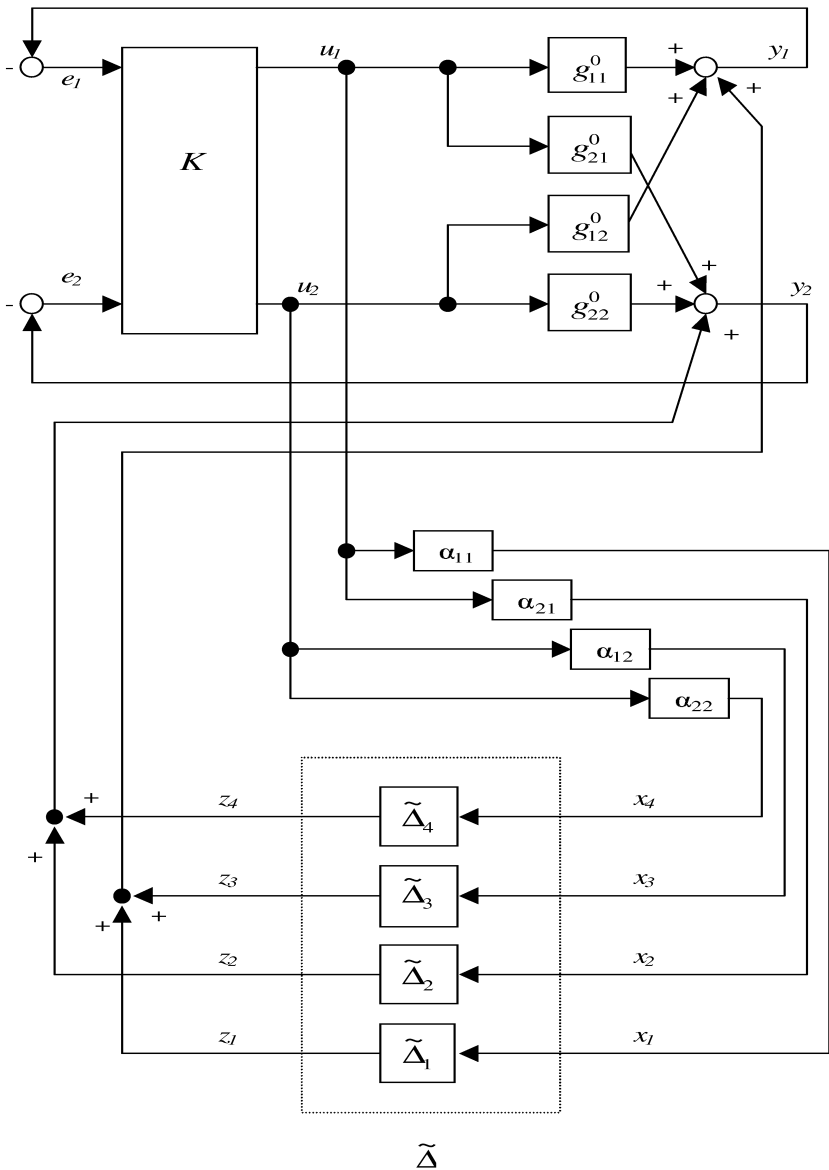 u₁ + y₁
- e₁ g⁰₁₁ + +
K g⁰₂₁
g⁰₁₂
e₂ u₂ + + y₂
- g⁰₂₂ +
α₁₁
α₂₁
α₁₂
α₂₂
+ z₄ Δ̃₄ x₄
+ z₃ Δ̃₃ x₃
+ +
z₂ Δ̃₂ x₂
z₁ Δ̃₁ x₁
Δ̃